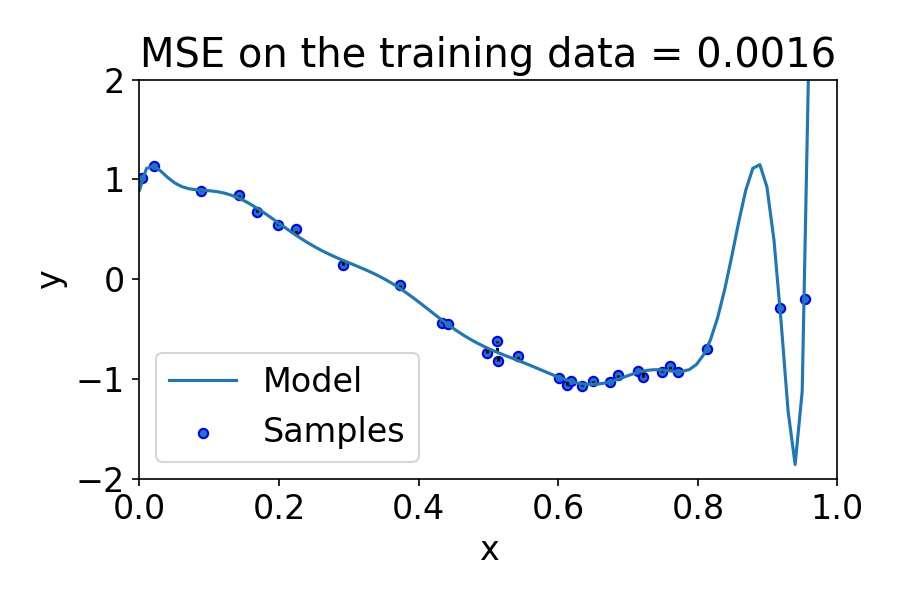 MSE on the training data = 0.0016
2
1
0
−1
−2
y
Model
Samples
0.0 0.2 0.4 0.6 0.8 1.0
x